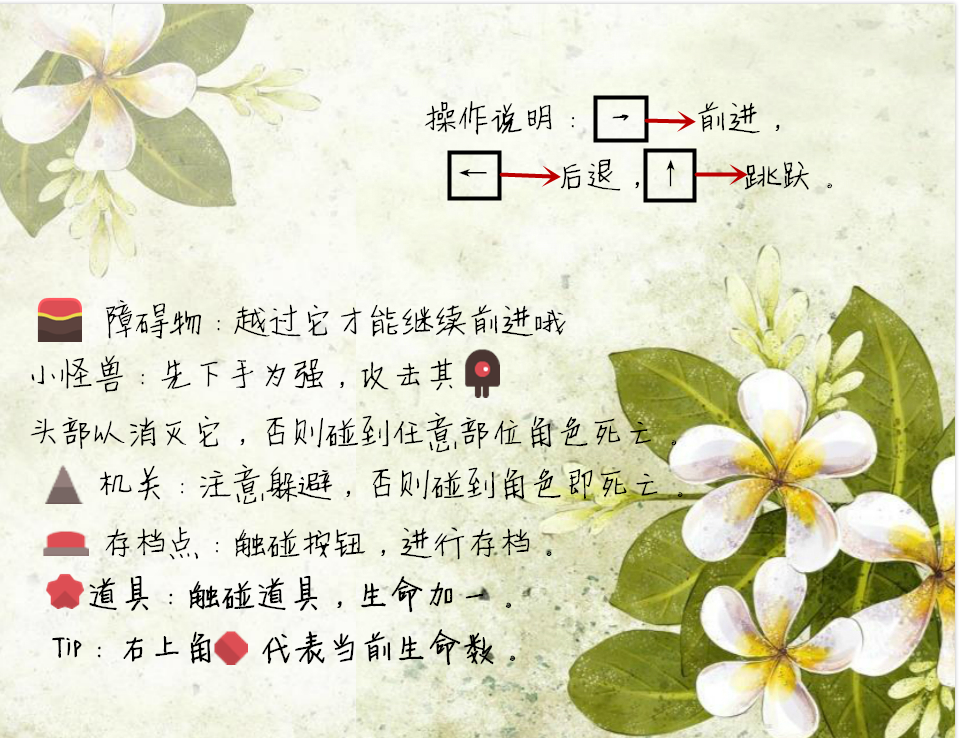 操作说明：→ 前进，
← 后退，↑ 跳跃。
障碍物：越过它才能继续前进哦
小怪兽：先下手为强，攻击其
头部以消灭它，否则碰到任意部位角色死亡。
机关：注意躲避，否则碰到角色即死亡。
存档点：触碰按钮，进行存档。
道具：触碰道具，生命加一。
Tip：右上角 代表当前生命数。